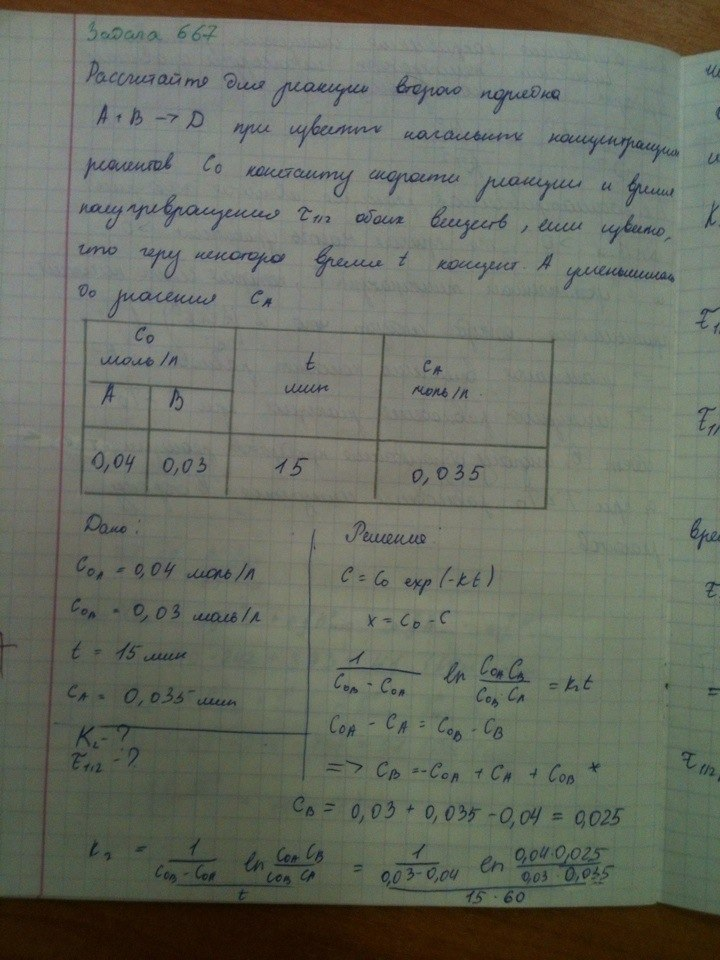 Задача 667
Рассчитайте для реакции второго порядка
A + B → D при известных начальных концентрациях
реагентов C₀ константу скорости реакции и время
полупревращения τ₁/₂ обоих веществ, если известно,
что через некоторое время t концент. A уменьшилась
до значения C_A
C₀ моль/л
t мин
C_A моль/л.
A B
0,04 0,03 15 0,035
Дано:
C₀A = 0,04 моль/л
C₀A = 0,03 моль/л
t = 15 мин
C_A = 0,035 мин
K₂ - ?
τ₁/₂ - ?
Решение
C = C₀ exp(-Kt)
x = C₀ - C
1/(C₀B - C₀A) ln (C₀A C_B)/(C₀B C_A) = K₂t
C₀A - C_A = C₀B - C_B
=> C_B = -C₀A + C_A + C₀B *
C_B = 0,03 + 0,035 - 0,04 = 0,025
K₂ = (1/(C₀B - C₀A) ln (C₀A C_B)/(C₀B C_A))/t = (1/(0,03-0,04) ln (0,04·0,025)/(0,03·0,035))/(15·60)